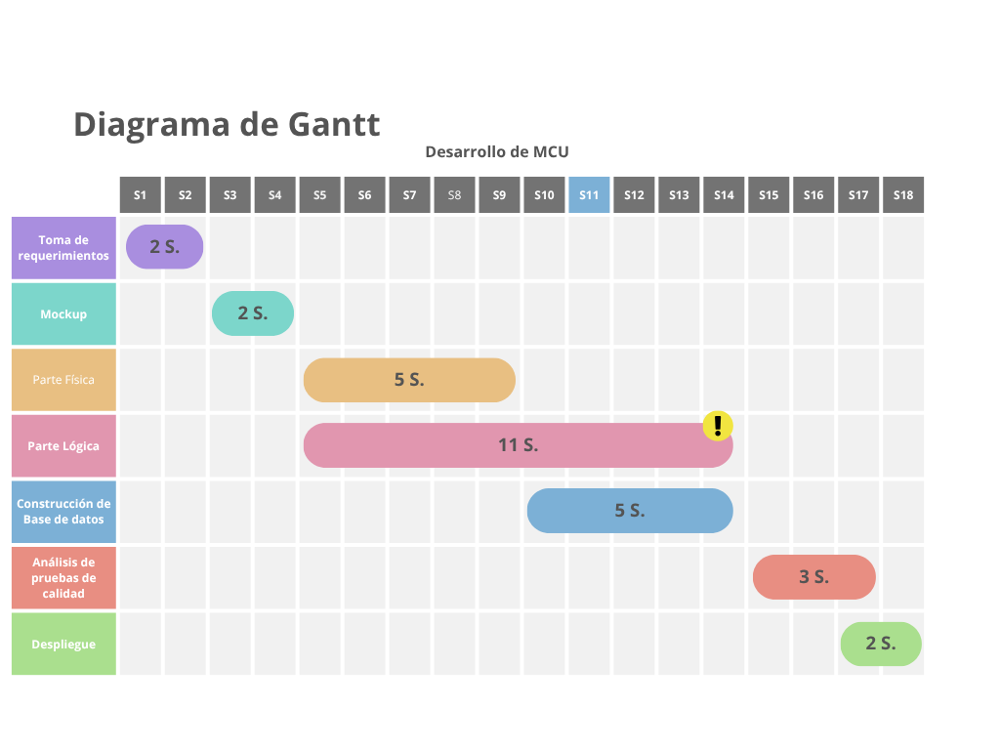 Diagrama de Gantt
Desarrollo de MCU
S1 S2 S3 S4 S5 S6 S7 S8 S9 S10 S11 S12 S13 S14 S15 S16 S17 S18
Toma de
requerimientos
2 S.
Mockup
2 S.
Parte Física
5 S.
Parte Lógica
11 S.
!
Construcción de
Base de datos
5 S.
Análisis de
pruebas de
calidad
3 S.
Despliegue
2 S.